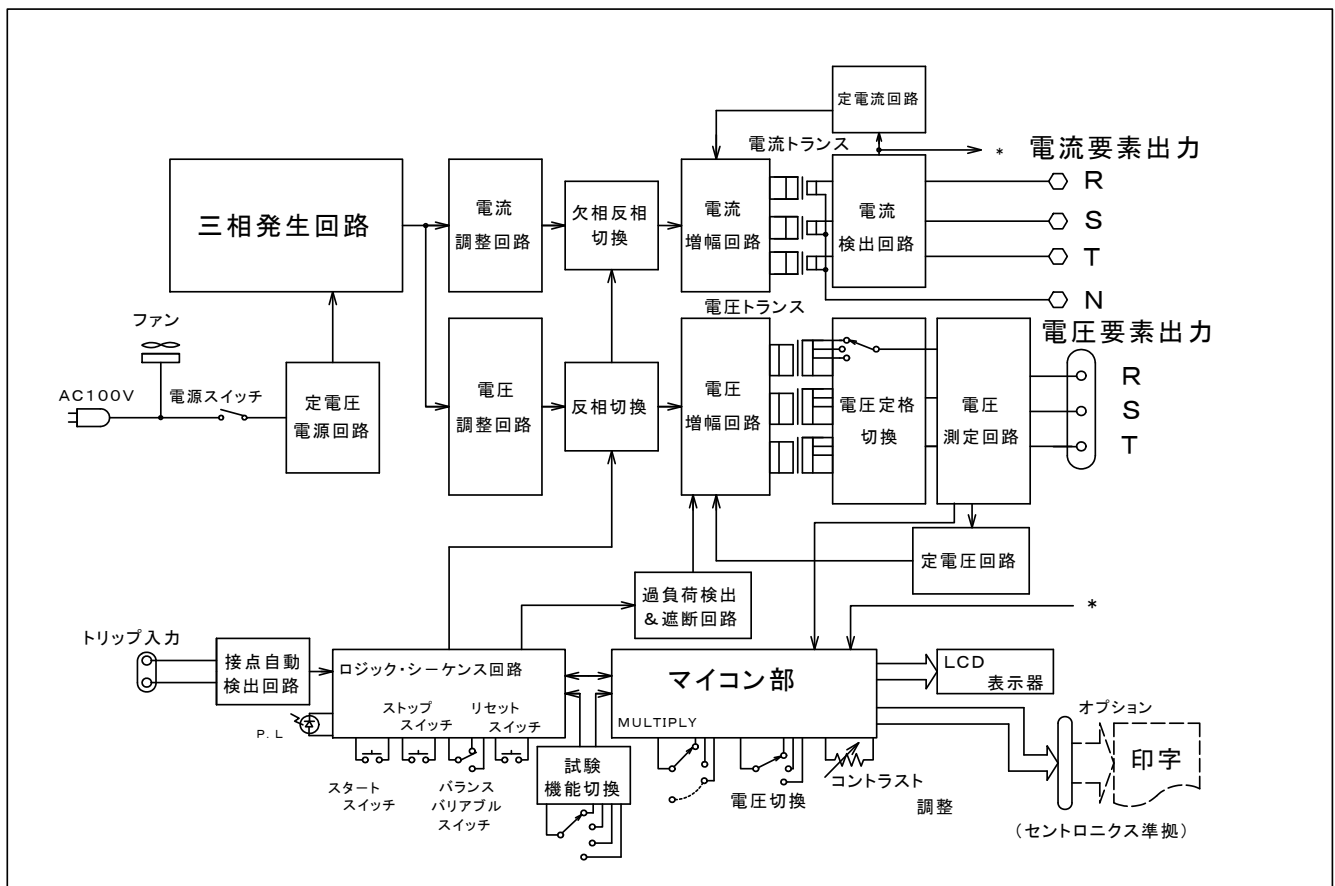 定電流回路
電流トランス
*
電流要素出力
三相発生回路
電流
調整回路
欠相反相
切換
電流
増幅回路
電流
検出回路
R
S
T
N
電圧トランス
電圧要素出力
ファン
AC100V
電源スイッチ
定電圧
電源回路
電圧
調整回路
反相切換
電圧
増幅回路
電圧定格
切換
電圧
測定回路
R
S
T
定電圧回路
過負荷検出
&遮断回路
*
トリップ入力
接点自動
検出回路
ロジック・シーケンス回路
ストップ
スイッチ
リセット
スイッチ
マイコン部
MULTIPLY
LCD
表示器
P.L
オプション
印字
スタート
スイッチ
バランス
バリアブル
スイッチ
試験
機能切換
電圧切換
コントラスト
調整
(セントロニクス準拠)